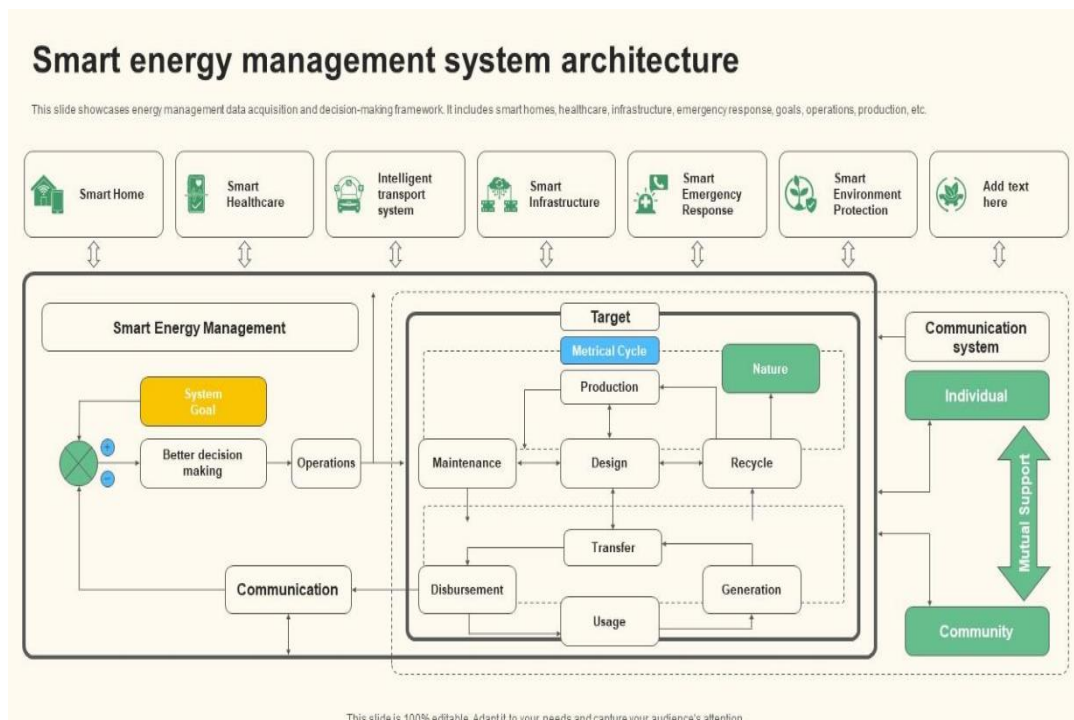 Smart energy management system architecture
This slide showcases energy management data acquisition and decision-making framework. It includes smart homes, healthcare, infrastructure, emergency response, goals, operations, production, etc.
Smart Home
Smart
Healthcare
Intelligent
transport
system
Smart
Infrastructure
Smart
Emergency
Response
Smart
Environment
Protection
Add text
here
Smart Energy Management
System
Goal
+
−
Better decision
making
Operations
Communication
Target
Metrical Cycle
Production
Nature
Maintenance
Design
Recycle
Transfer
Disbursement
Generation
Usage
Communication
system
Individual
Mutual Support
Community
This slide is 100% editable. Adapt it to your needs and capture your audience's attention.